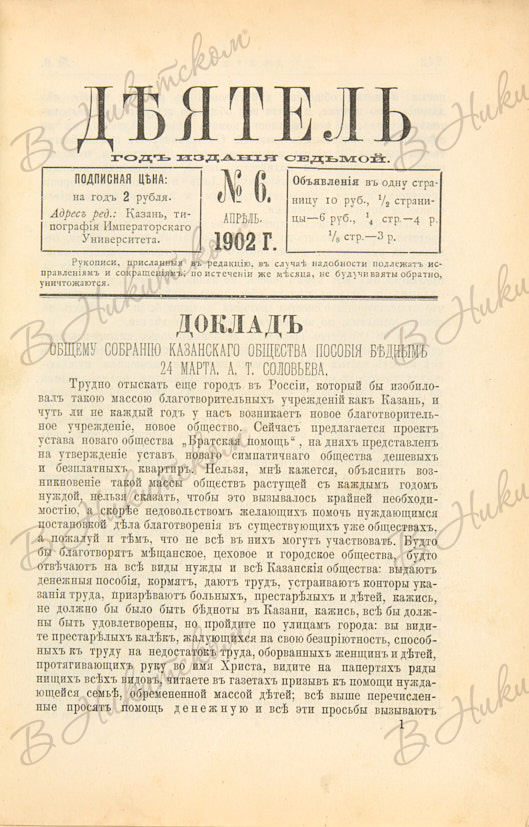 ДѢЯТЕЛЬ
ГОДЪ ИЗДАНІЯ СЕДЬМОЙ.
ПОДПИСНАЯ ЦѢНА:
на годъ 2 рубля.
Адресъ ред.: Казань, ти-
пографія Императорскаго
Университета.
№ 6.
АПРѢЛЬ.
1902 Г.
Объявленія въ одну стра-
ницу 10 руб., 1/2 страни-
цы—6 руб., 1/4 стр.—4 р.
1/8 стр.—3 р.
Рукописи, присланныя въ редакцію, въ случаѣ надобности подлежатъ ис-
правленіямъ и сокращеніямъ; по истеченіи же мѣсяца, не будучи взяты обратно,
уничтожаются.
ДОКЛАДЪ
ОБЩЕМУ СОБРАНІЮ КАЗАНСКАГО ОБЩЕСТВА ПОСОБІЯ БѢДНЫМЪ
24 МАРТА. А. Т. СОЛОВЬЕВА.
Трудно отыскать еще городъ въ Россіи, который бы изобило-
валъ такою массою благотворительныхъ учрежденій какъ Казань, и
чуть ли не каждый годъ у насъ возникаетъ новое благотворитель-
ное учрежденіе, новое общество. Сейчасъ предлагается проектъ
устава новаго общества „Братская помощь“, на дняхъ представленъ
на утвержденіе уставъ новаго симпатичнаго общества дешевыхъ
и безплатныхъ, квартиръ. Нельзя, мнѣ кажется, объяснить воз-
никновеніе такой массы обществъ растущей съ каждымъ годомъ
нуждой, нельзя сказать, чтобы это вызывалось крайней необходи-
мостію, а скорѣе недовольствомъ желающихъ помочь нуждающимся
постановкой дѣла благотворенія въ существующихъ уже обществахъ,
а пожалуй и тѣмъ, что не всѣ въ нихъ могутъ участвовать. Будто
бы благотворятъ мѣщанское, цеховое и городское общества, будто
отвѣчаютъ на всѣ виды нужды и всѣ Казанскія общества: выдаютъ
денежныя пособія, кормятъ, даютъ трудъ, устраиваютъ конторы ука-
занія труда, призрѣваютъ больныхъ, престарѣлыхъ и дѣтей, кажись,
не должно бы было быть бѣдноты въ Казани, кажись, всѣ бы долж-
ны быть удовлетворены, но пройдите по улицамъ города: вы види-
те престарѣлыхъ калѣкъ, жалующихся на свою безпріютность, способ-
ныхъ къ труду на недостатокъ труда, оборванныхъ женщинъ и дѣтей,
протягивающихъ руку во имя Христа, видите на папертяхъ ряды
нищихъ всѣхъ видовъ, читаете въ газетахъ призывъ къ помощи нужда-
ющейся семьѣ, обремененной массой дѣтей; всѣ выше перечислен-
ные просятъ помощь денежную и всѣ эти просьбы вызываютъ
1
В Никитском
В Никитском
В Никитском
В Никитском
В Ники
В Ники
В Ники
В Ники